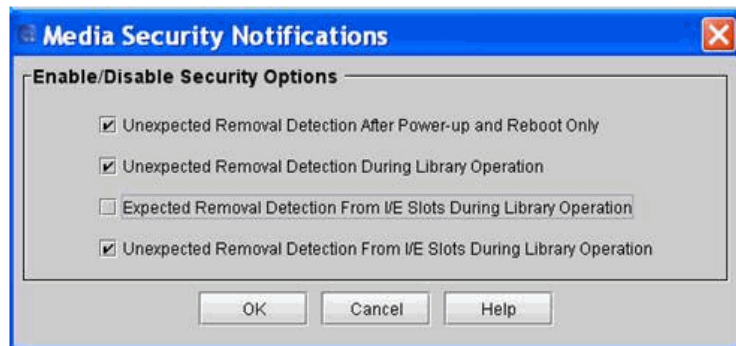 Media Security Notifications
Enable/Disable Security Options
Unexpected Removal Detection After Power-up and Reboot Only
Unexpected Removal Detection During Library Operation
Expected Removal Detection From I/E Slots During Library Operation
Unexpected Removal Detection From I/E Slots During Library Operation
OK Cancel Help